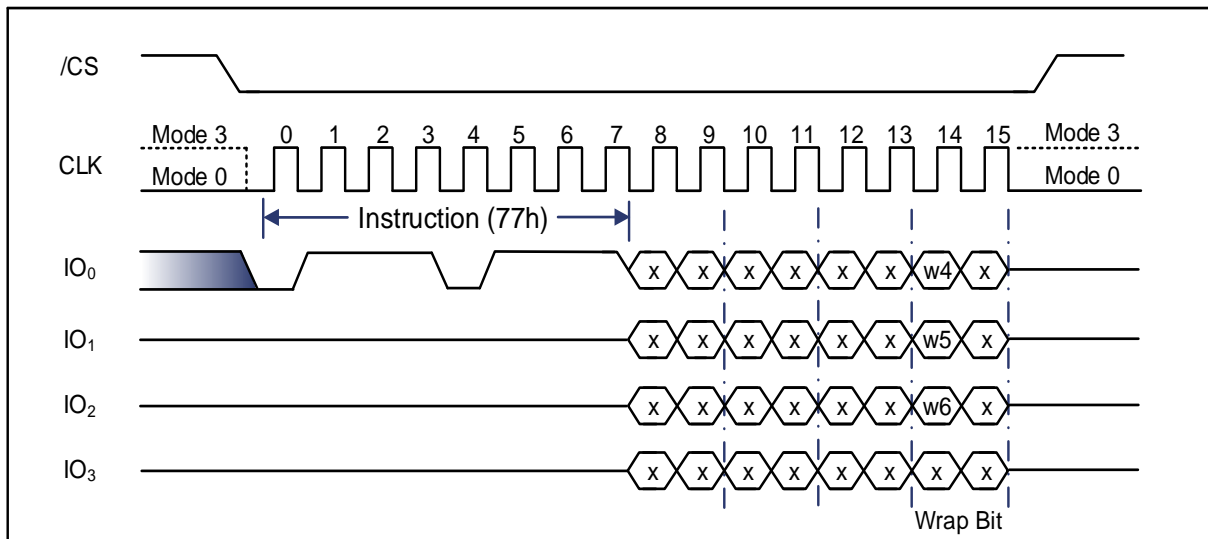 /CS
Mode 3 0 1 2 3 4 5 6 7 8 9 10 11 12 13 14 15 Mode 3
CLK
Mode 0 Mode 0
Instruction (77h)
IO₀ x x x x x x w4 x
IO₁ x x x x x x w5 x
IO₂ x x x x x x w6 x
IO₃ x x x x x x x x
Wrap Bit